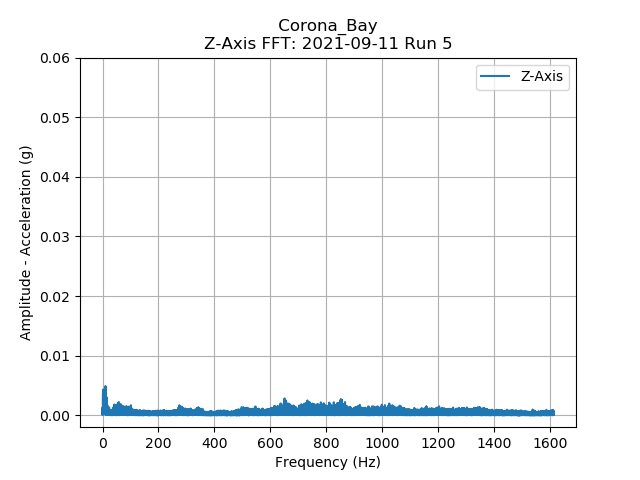 Corona_Bay
Z-Axis FFT: 2021-09-11 Run 5
Z-Axis
0.06
0.05
0.04
0.03
0.02
0.01
0.00
Amplitude - Acceleration (g)
0 200 400 600 800 1000 1200 1400 1600
Frequency (Hz)